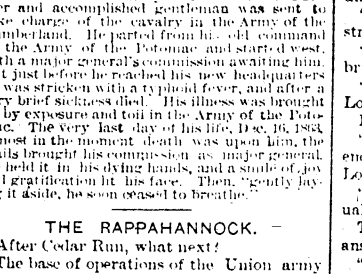 er and accomplished gentleman was sent to
ke charge of the cavalry in the Army of the
mberland. He parted from his old command
the Army of the Potomac and started west,
th a major general's commission awaiting him.
t just before he reached his new headquarters
was stricken with a typhoid fever, and after a
ry brief sickness died. His illness was brought
by exposure and toil in the Army of the Poto-
ac. The very last day of his life, Dec. 16, 1863,
most in the moment death was upon him, the
ails brought his commission as major general.
held it in his dying hands, and a smile of joy
l gratification lit his face. Then, "gently lay-
g it aside, he soon ceased to breathe."
THE RAPPAHANNOCK.
After Cedar Run, what next?
The base of operations of the Union army
str
br
Lo
enc
Lo
ual
ans